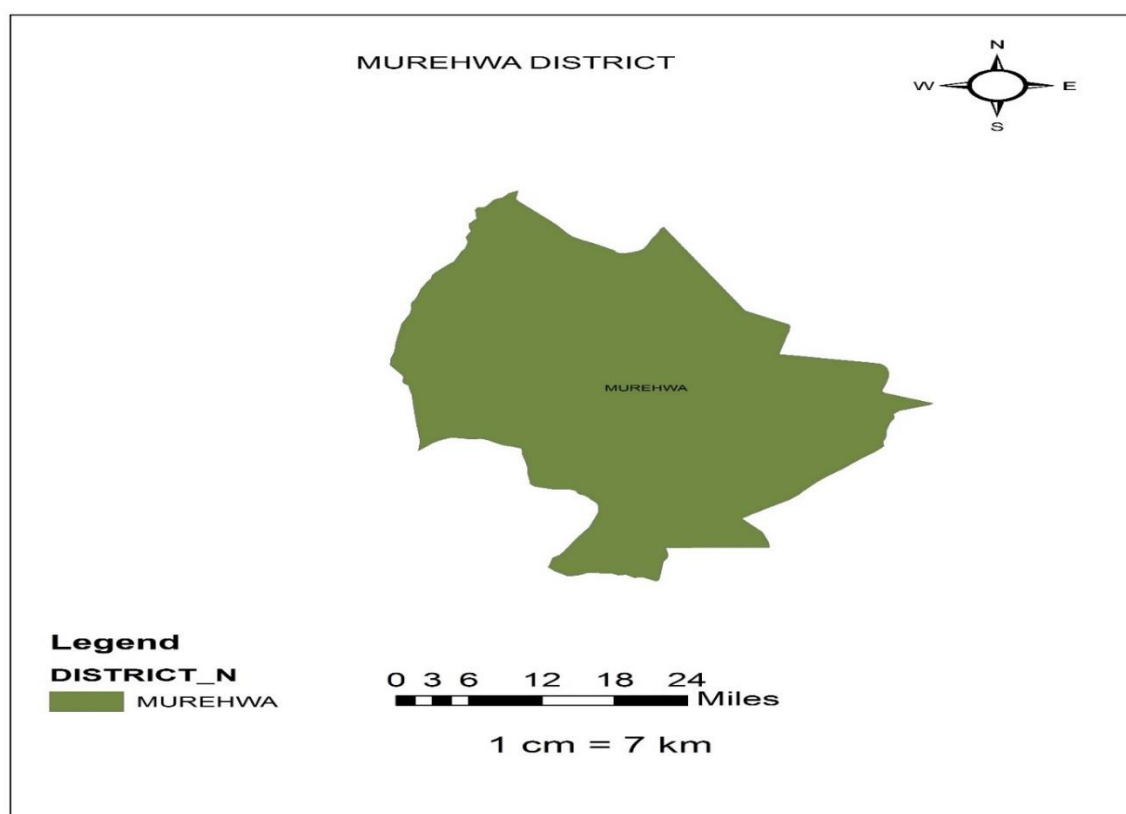 MUREHWA DISTRICT
N
W E
S
MUREHWA
Legend
DISTRICT_N
MUREHWA
0 3 6 12 18 24
Miles
1 cm = 7 km